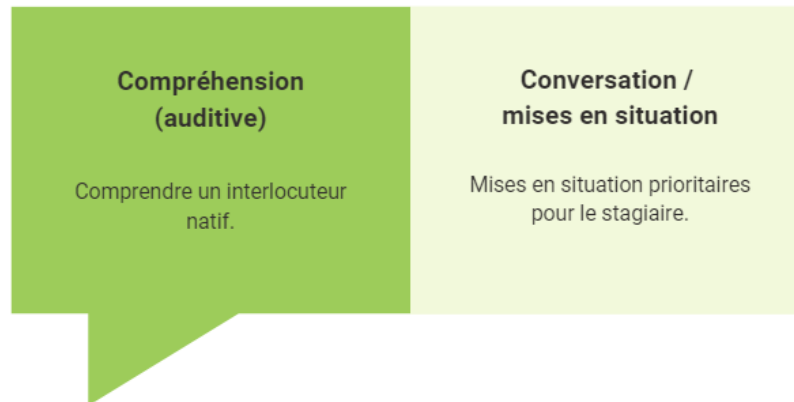 Compréhension
(auditive)
Comprendre un interlocuteur
natif.
Conversation /
mises en situation
Mises en situation prioritaires
pour le stagiaire.